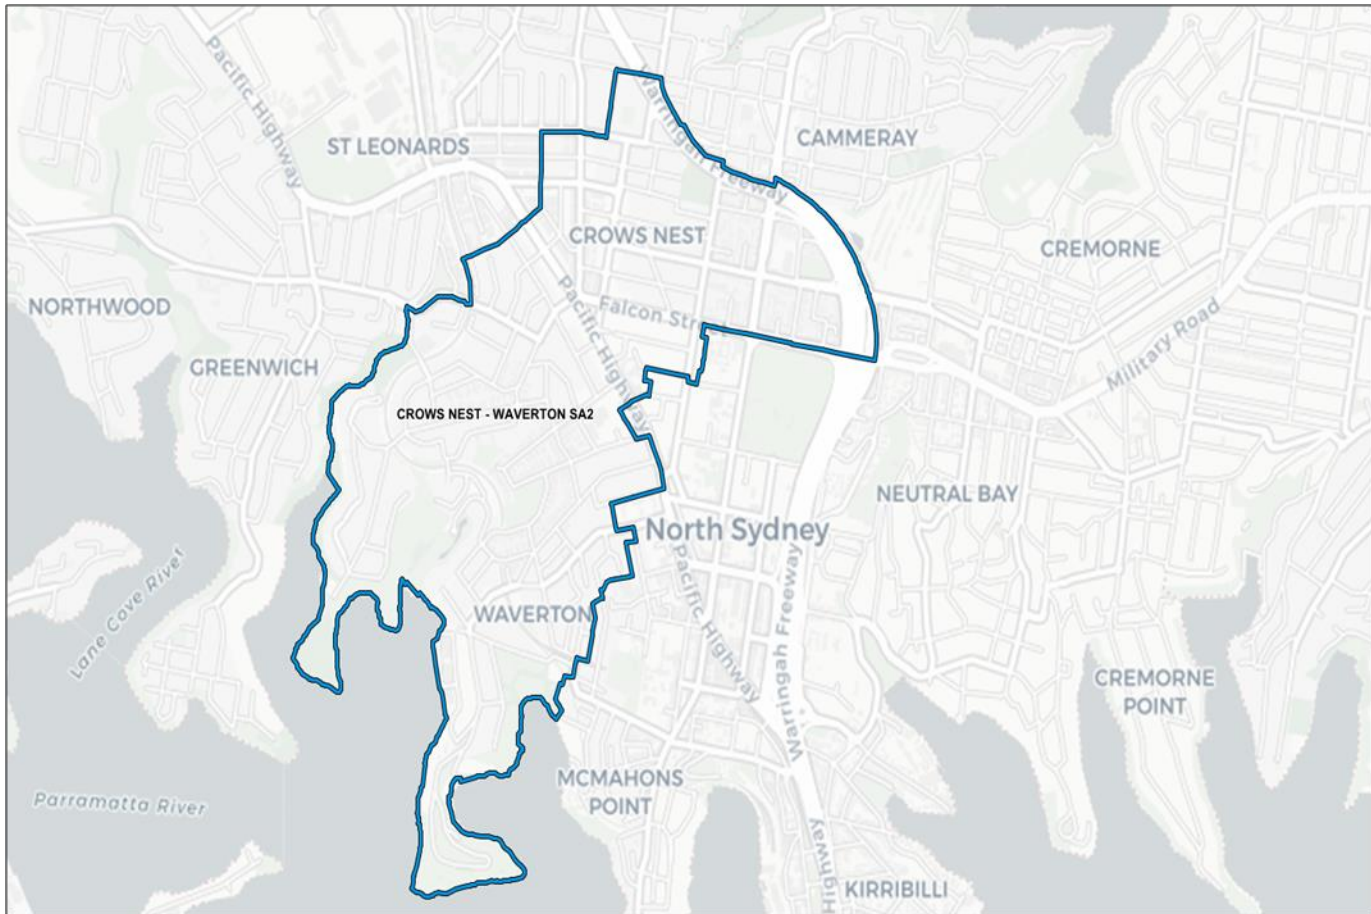 Pacific Highway
Warringah Freeway
ST LEONARDS
CAMMERAY
CROWS NEST
CREMORNE
NORTHWOOD
Falcon Street
Pacific Highway
Military Road
GREENWICH
CROWS NEST - WAVERTON SA2
NEUTRAL BAY
North Sydney
Lane Cove River
WAVERTON
Pacific Highway
Warringah Freeway
CREMORNE
POINT
Parramatta River
MCMAHONS
POINT
Highway
KIRRIBILLI